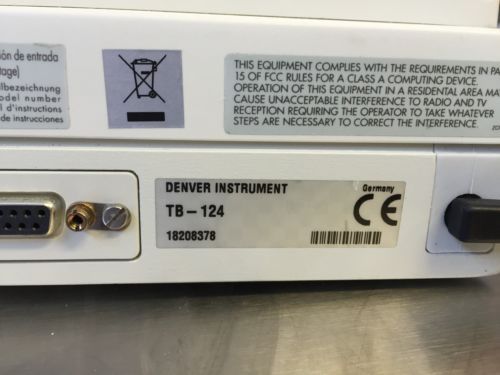 ión de entrada
tage)
elbezeichnung
odel number
l d'instructions
de instrucciones
THIS EQUIPMENT COMPLIES WITH THE REQUIREMENTS IN PA
15 OF FCC RULES FOR A CLASS A COMPUTING DEVICE.
OPERATION OF THIS EQUIPMENT IN A RESIDENTAL AREA MA
CAUSE UNACCEPTABLE INTERFERENCE TO RADIO AND TV
RECEPTION REQUIRING THE OPERATOR TO TAKE WHATEVER
STEPS ARE NECESSARY TO CORRECT THE INTERFERENCE.
DENVER INSTRUMENT
Germany
TB-124
CE
18208378